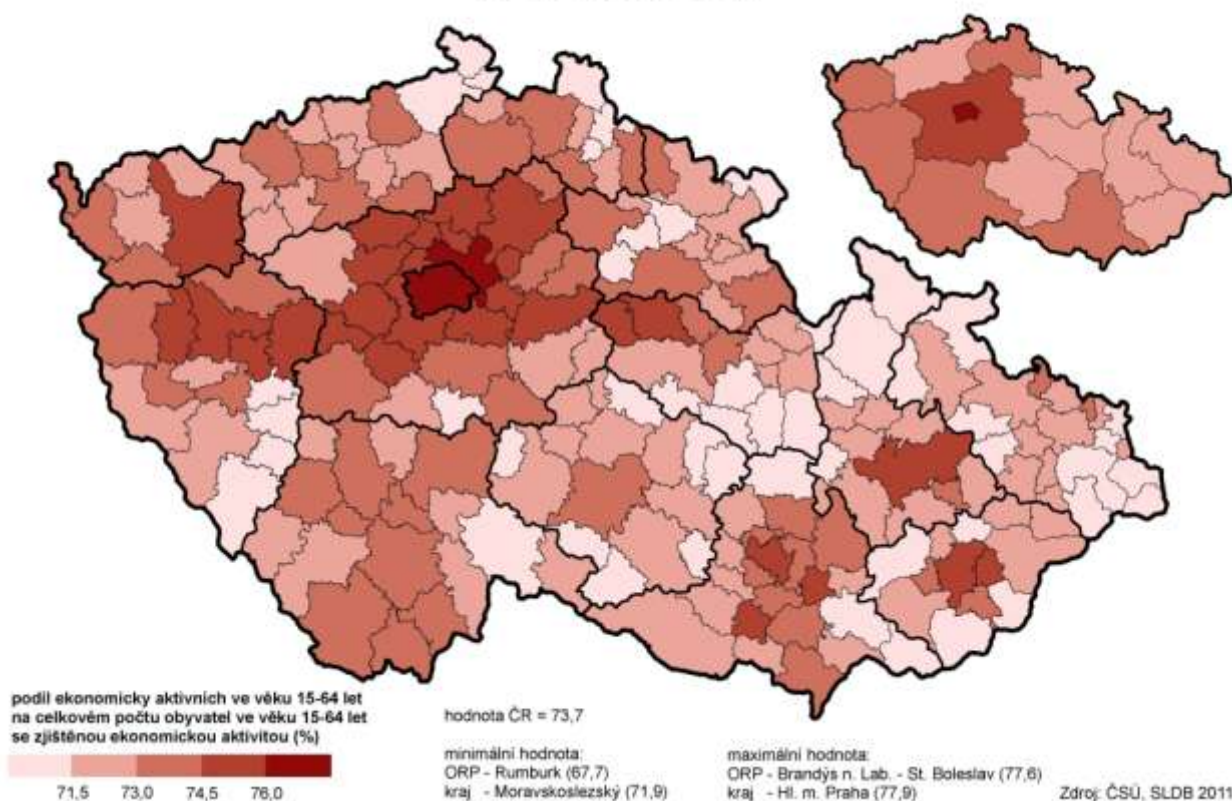 podíl ekonomicky aktivních ve věku 15-64 let
na celkovém počtu obyvatel ve věku 15-64 let
se zjištěnou ekonomickou aktivitou (%)
71,5 73,0 74,5 76,0
hodnota ČR = 73,7
minimální hodnota:
ORP - Rumburk (67,7)
kraj - Moravskoslezský (71,9)
maximální hodnota:
ORP - Brandýs n. Lab. - St. Boleslav (77,6)
kraj - Hl. m. Praha (77,9)
Zdroj: ČSÚ, SLDB 2011